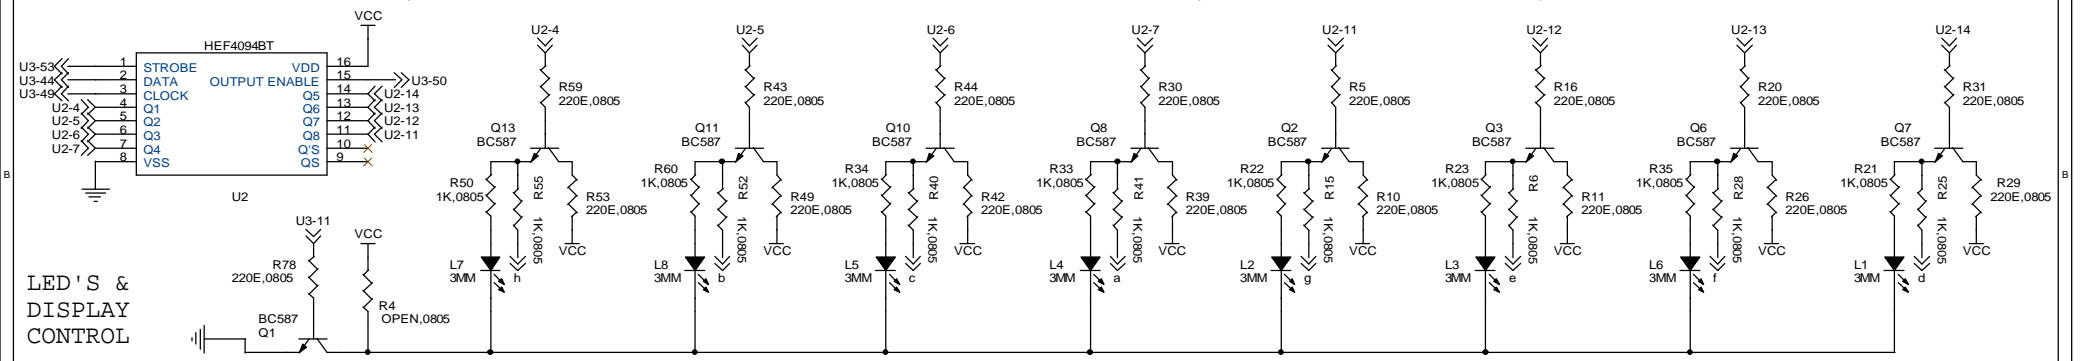 VCC
HEF4094BT
U3-53 1 STROBE VDD 16
U3-44 2 DATA OUTPUT ENABLE 15 U3-50
U3-49 3 CLOCK Q5 14 U2-14
U2-4 4 Q1 Q6 13 U2-13
U2-5 5 Q2 Q7 12 U2-12
U2-6 6 Q3 Q8 11 U2-11
U2-7 7 Q4 Q'S 10
8 VSS QS 9
U2
U2-4
R59
220E,0805
Q13
BC587
R50
1K,0805
R55
1K,0805
R53
220E,0805
VCC
L7
3MM
h
U2-5
R43
220E,0805
Q11
BC587
R60
1K,0805
R52
1K,0805
R49
220E,0805
VCC
L8
3MM
b
U2-6
R44
220E,0805
Q10
BC587
R34
1K,0805
R40
1K,0805
R42
220E,0805
VCC
L5
3MM
c
U2-7
R30
220E,0805
Q8
BC587
R33
1K,0805
R41
1K,0805
R39
220E,0805
VCC
L4
3MM
a
U2-11
R5
220E,0805
Q2
BC587
R22
1K,0805
R15
1K,0805
R10
220E,0805
VCC
L2
3MM
g
U2-12
R16
220E,0805
Q3
BC587
R23
1K,0805
R6
1K,0805
R11
220E,0805
VCC
L3
3MM
e
U2-13
R20
220E,0805
Q6
BC587
R35
1K,0805
R28
1K,0805
R26
220E,0805
VCC
L6
3MM
f
U2-14
R31
220E,0805
Q7
BC587
R21
1K,0805
R25
1K,0805
R29
220E,0805
VCC
L1
3MM
d
B
B
U3-11
R78
220E,0805
BC587
Q1
VCC
R4
OPEN,0805
LED'S &
DISPLAY
CONTROL